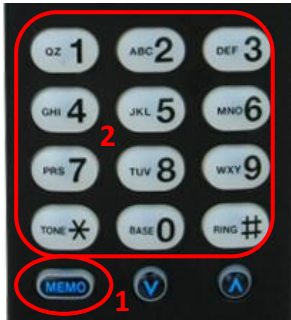 QZ 1 ABC 2 DEF 3
GHI 4 JKL 5 MNO 6
2
PRS 7 TUV 8 WXY 9
TONE * BASE 0 RING #
MEMO 1